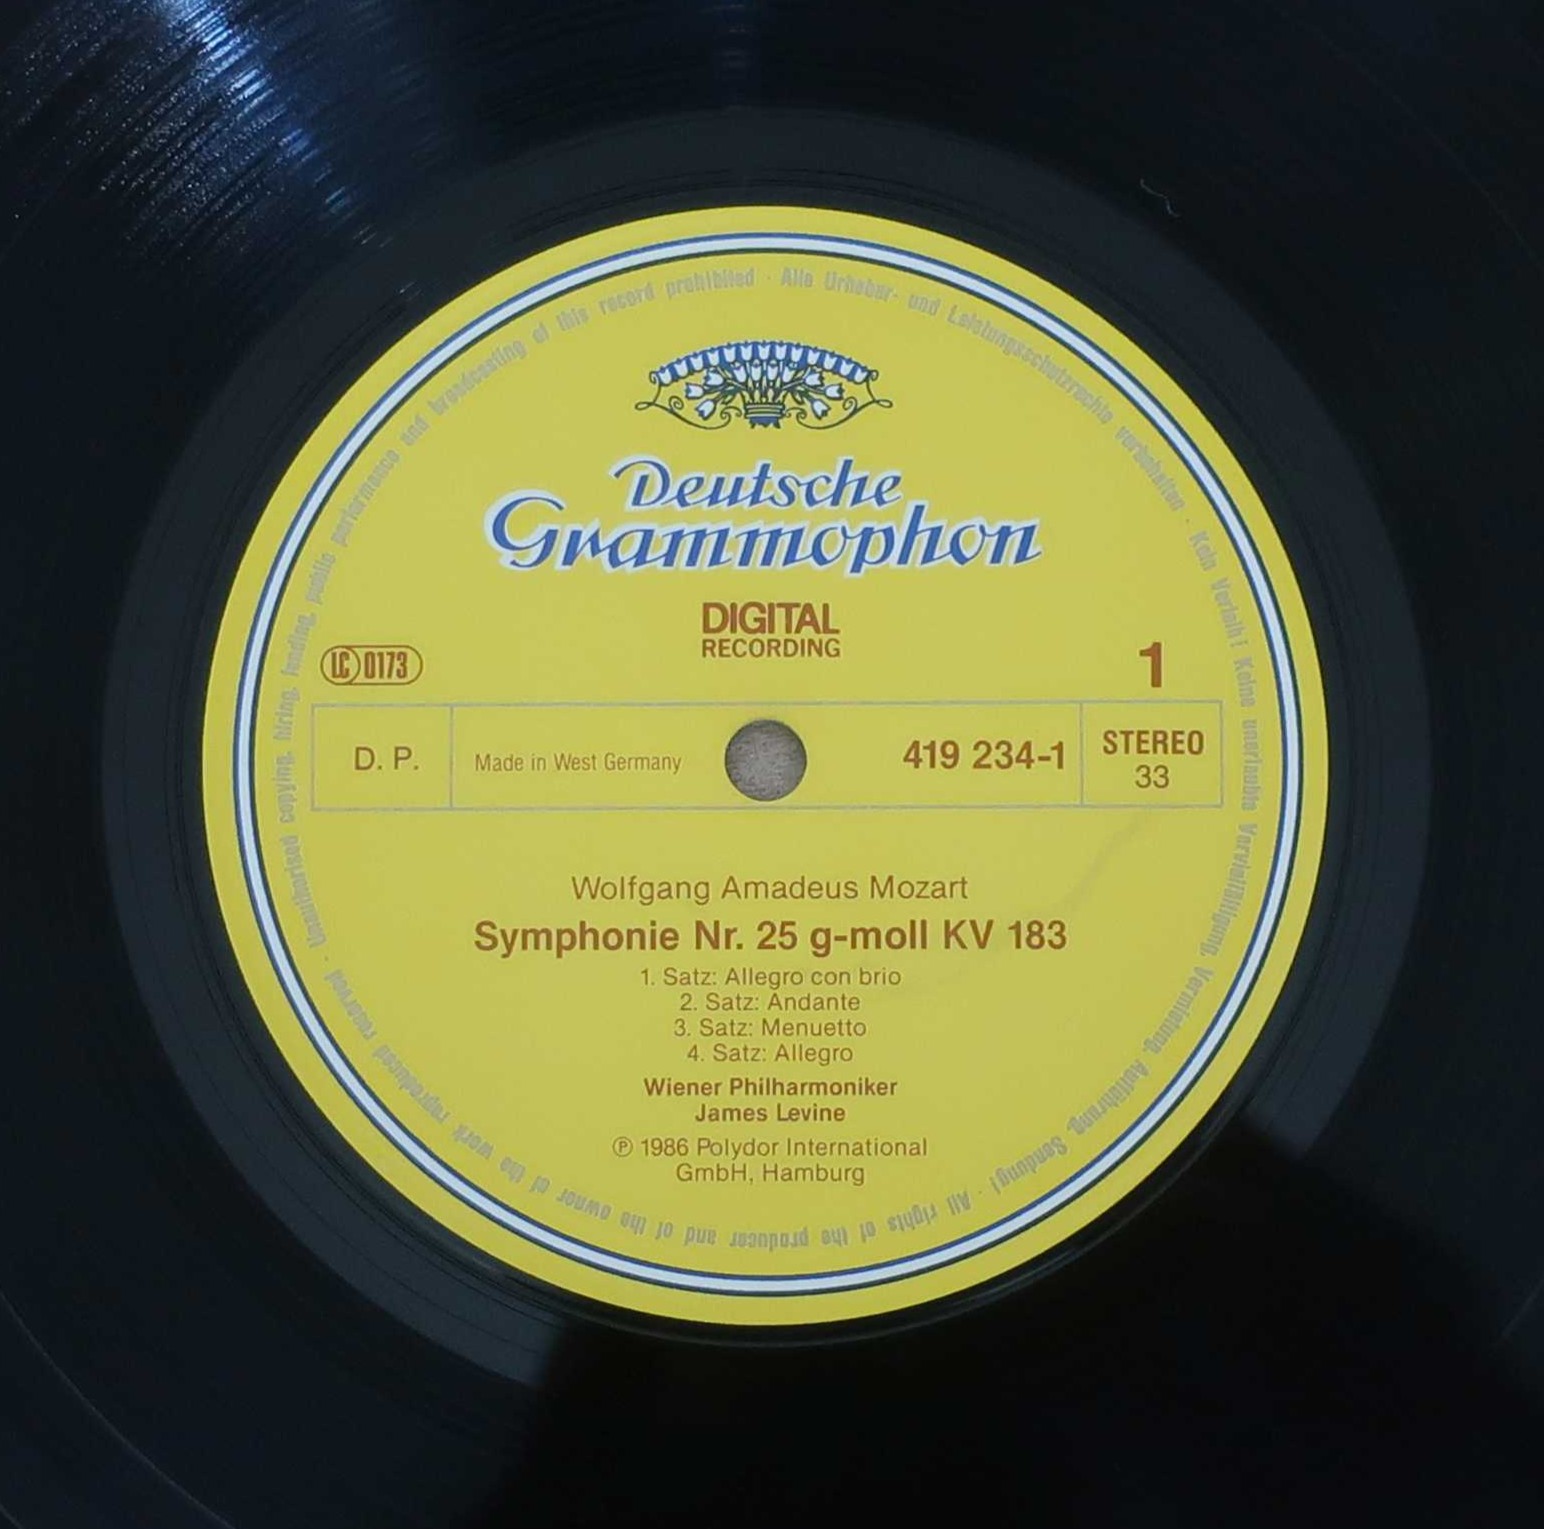 Deutsche
Grammophon
DIGITAL
RECORDING
LC 0173
1
D. P.
Made in West Germany
419 234-1
STEREO
33
Wolfgang Amadeus Mozart
Symphonie Nr. 25 g-moll KV 183
1. Satz: Allegro con brio
2. Satz: Andante
3. Satz: Menuetto
4. Satz: Allegro
Wiener Philharmoniker
James Levine
℗ 1986 Polydor International
GmbH, Hamburg
Alle Urheber- und Leistungsschutzrechte vorbehalten · Kein Verleih! Keine unerlaubte Vervielfältigung, Vermietung, Aufführung, Sendung! · All rights of the producer and of the owner of the work reproduced reserved · Unauthorised copying, hiring, lending, public performance and broadcasting of this record prohibited ·